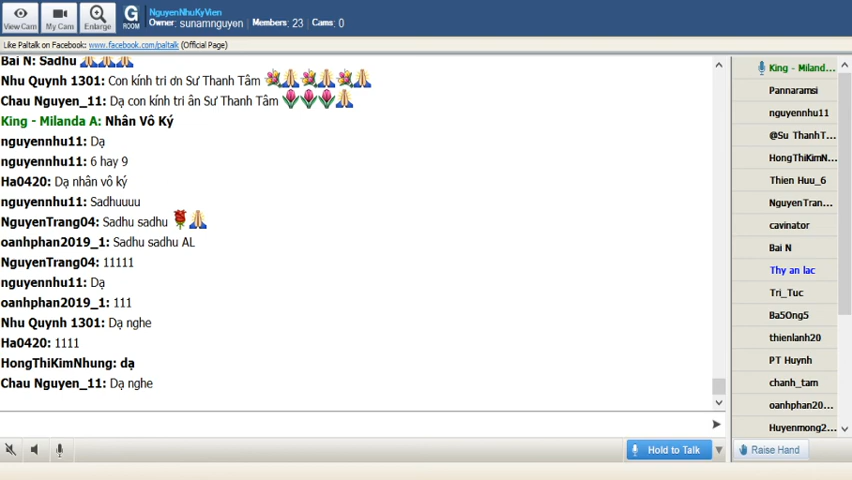 View Cam
My Cam
Enlarge
G
ROOM
NguyenNhuKyVien
Owner: sunamnguyen Members: 23 Cams: 0
Like Paltalk on Facebook: www.facebook.com/paltalk (Official Page)
Bai N: Sadhu 🙏🙏🙏
Nhu Quynh 1301: Con kính tri ơn Sư Thanh Tâm 💐🙏💐🙏💐🙏
Chau Nguyen_11: Dạ con kính tri ân Sư Thanh Tâm 🌷🌷🌷🙏
King - Milanda A: Nhân Vô Ký
nguyennhu11: Dạ
nguyennhu11: 6 hay 9
Ha0420: Dạ nhân vô ký
nguyennhu11: Sadhuuuu
NguyenTrang04: Sadhu sadhu 🌹🙏
oanhphan2019_1: Sadhu sadhu AL
NguyenTrang04: 11111
nguyennhu11: Dạ
oanhphan2019_1: 111
Nhu Quynh 1301: Dạ nghe
Ha0420: 1111
HongThiKimNhung: dạ
Chau Nguyen_11: Dạ nghe
Hold to Talk
King - Miland...
Pannaramsi
nguyennhu11
@Su ThanhT...
HongThiKimN...
Thien Huu_6
NguyenTran...
cavinator
Bai N
Thy an lac
Tri_Tuc
Ba5Ong5
thienlanh20
PT Huynh
chanh_tam
oanhphan20...
Huyenmong2...
Raise Hand